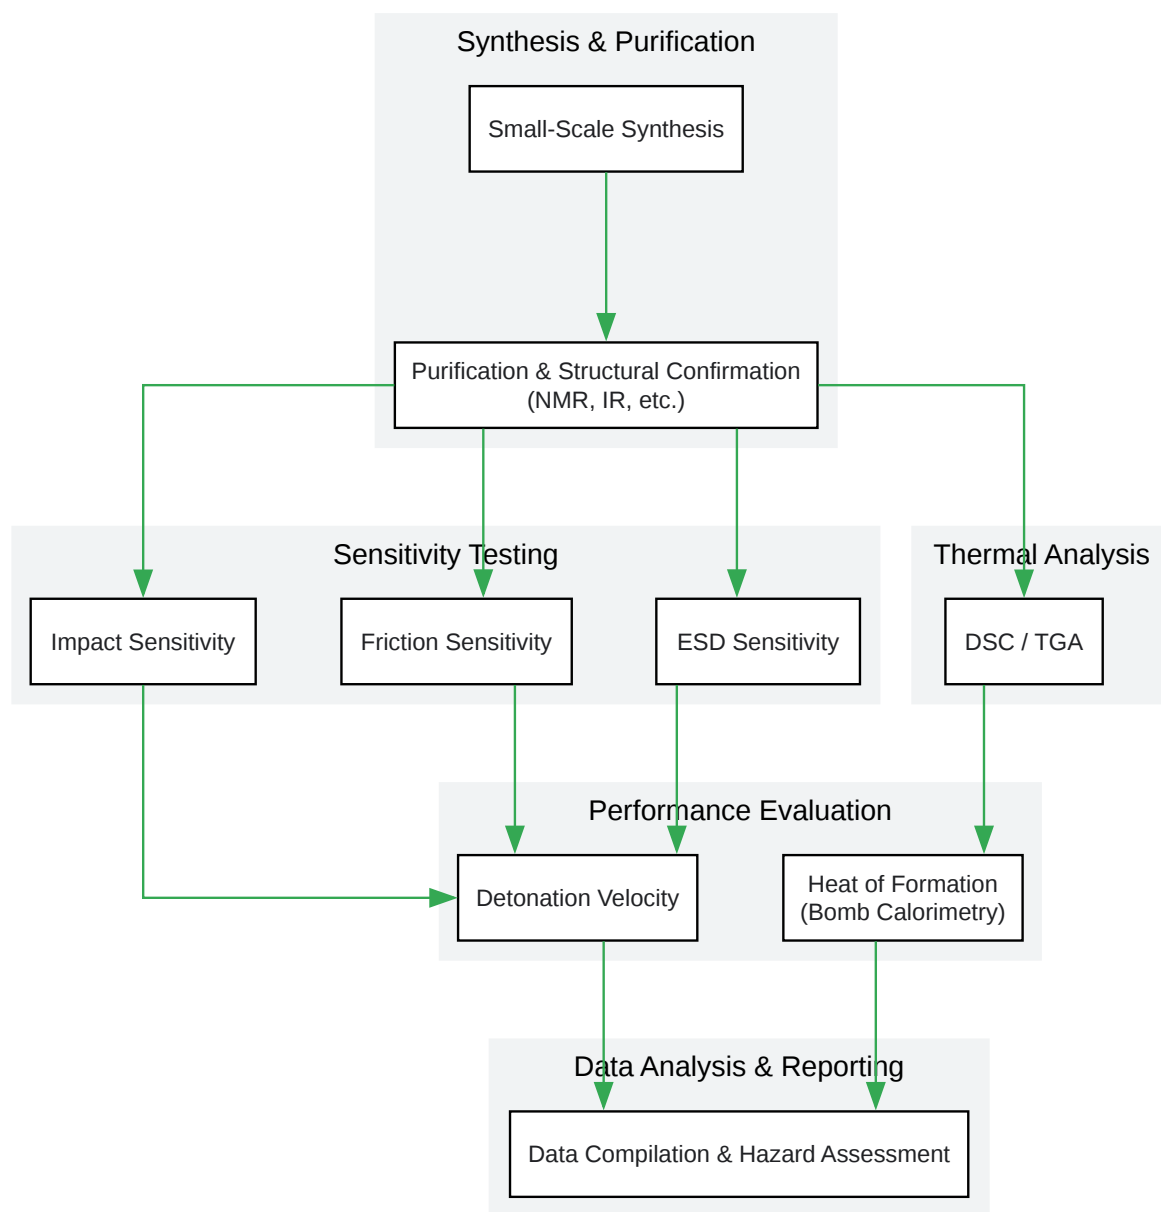 Synthesis & Purification
Small-Scale Synthesis
Purification & Structural Confirmation
(NMR, IR, etc.)
Sensitivity Testing
Thermal Analysis
Impact Sensitivity
Friction Sensitivity
ESD Sensitivity
DSC / TGA
Performance Evaluation
Detonation Velocity
Heat of Formation
(Bomb Calorimetry)
Data Analysis & Reporting
Data Compilation & Hazard Assessment